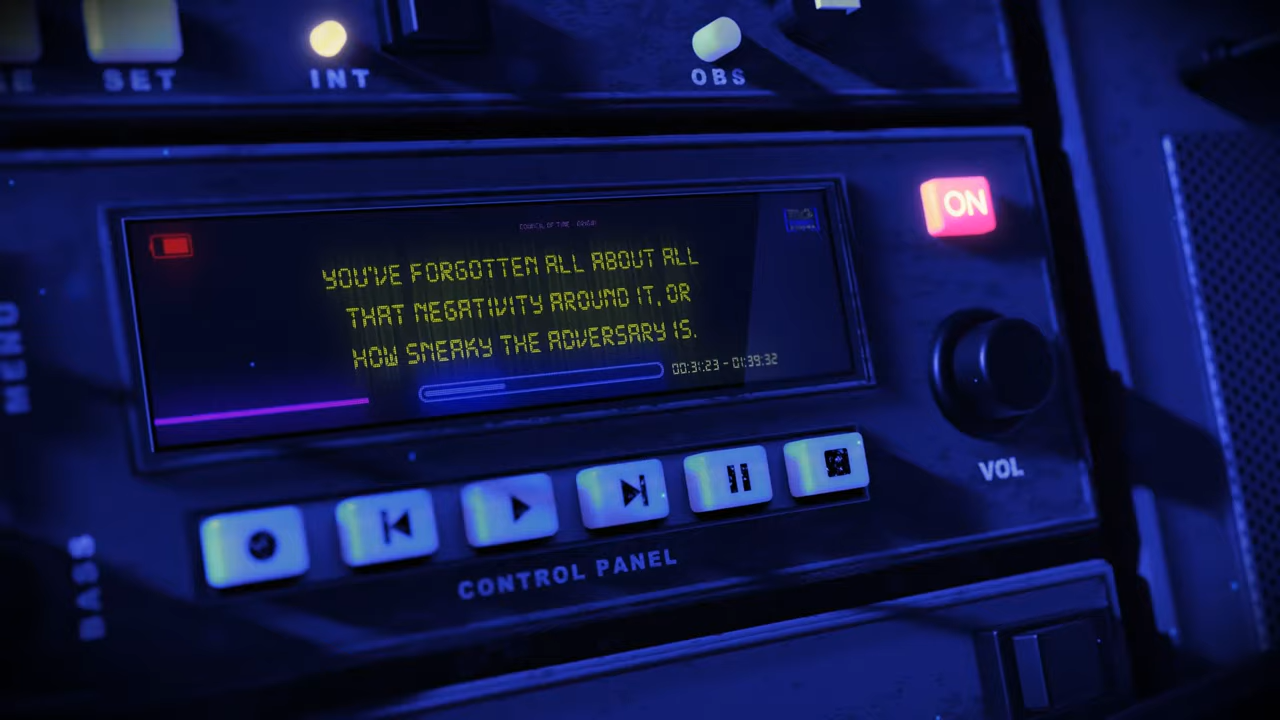 SET
INT
OBS
ON
YOU'VE FORGOTTEN ALL ABOUT ALL
THAT NEGATIVITY AROUND IT, OR
HOW SNEAKY THE ADVERSARY IS.
00:31:23 - 01:39:32
MENU
VOL
BASS
CONTROL PANEL